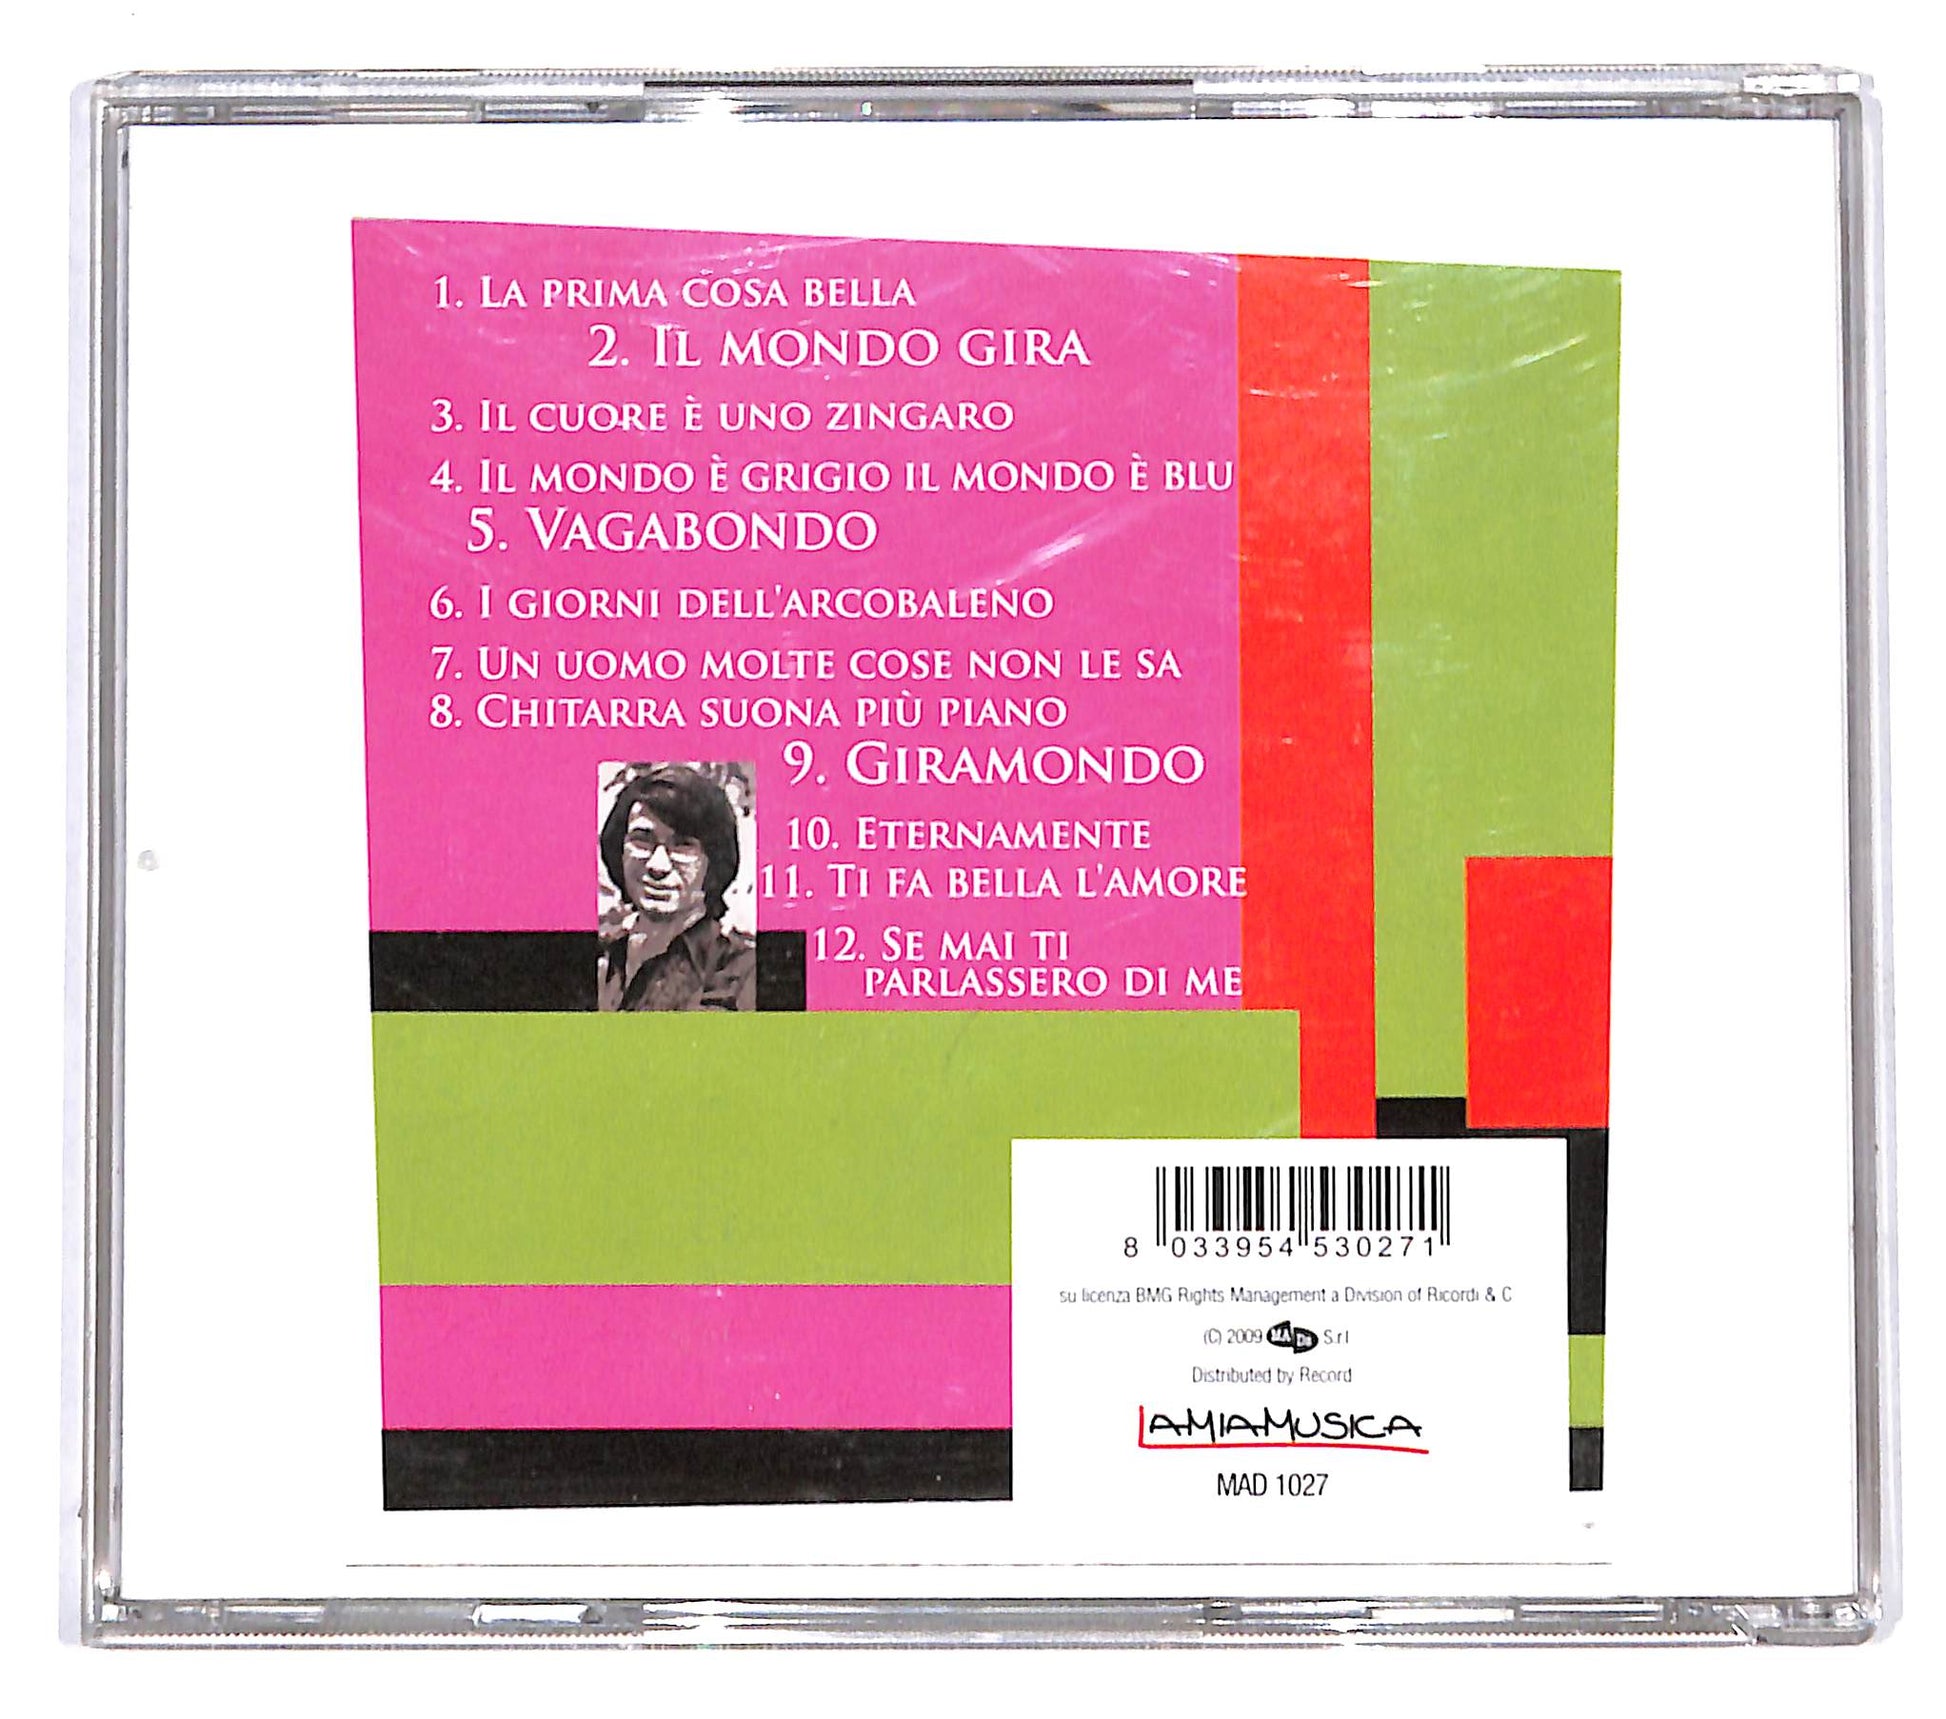 1. La prima cosa bella
2. Il mondo gira
3. Il cuore è uno zingaro
4. Il mondo è grigio il mondo è blu
5. Vagabondo
6. I giorni dell'arcobaleno
7. Un uomo molte cose non le sa
8. Chitarra suona più piano
9. Giramondo
10. Eternamente
11. Ti fa bella l'amore
12. Se mai ti
parlassero di me
8 033954 530271
su licenza BMG Rights Management a Division of Ricordi & C
(C) 2009 MA Do S.r.l
Distributed by Record
LAMIAMUSICA
MAD 1027